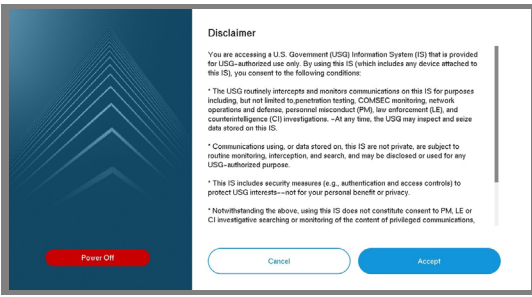 Disclaimer
You are accessing a U.S. Government (USG) Information System (IS) that is provided
for USG-authorized use only. By using this IS (which includes any device attached to
this IS), you consent to the following conditions:
* The USG routinely intercepts and monitors communications on this IS for purposes
including, but not limited to,penetration testing, COMSEC monitoring, network
operations and defense, personnel misconduct (PM), law enforcement (LE), and
counterintelligence (CI) investigations. -At any time, the USG may inspect and seize
data stored on this IS.
* Communications using, or data stored on, this IS are not private, are subject to
routine monitoring, interception, and search, and may be disclosed or used for any
USG-authorized purpose.
* This IS includes security measures (e.g., authentication and access controls) to
protect USG interests--not for your personal benefit or privacy.
* Notwithstanding the above, using this IS does not constitute consent to PM, LE or
CI investigative searching or monitoring of the content of privileged communications,
Power Off
Cancel
Accept